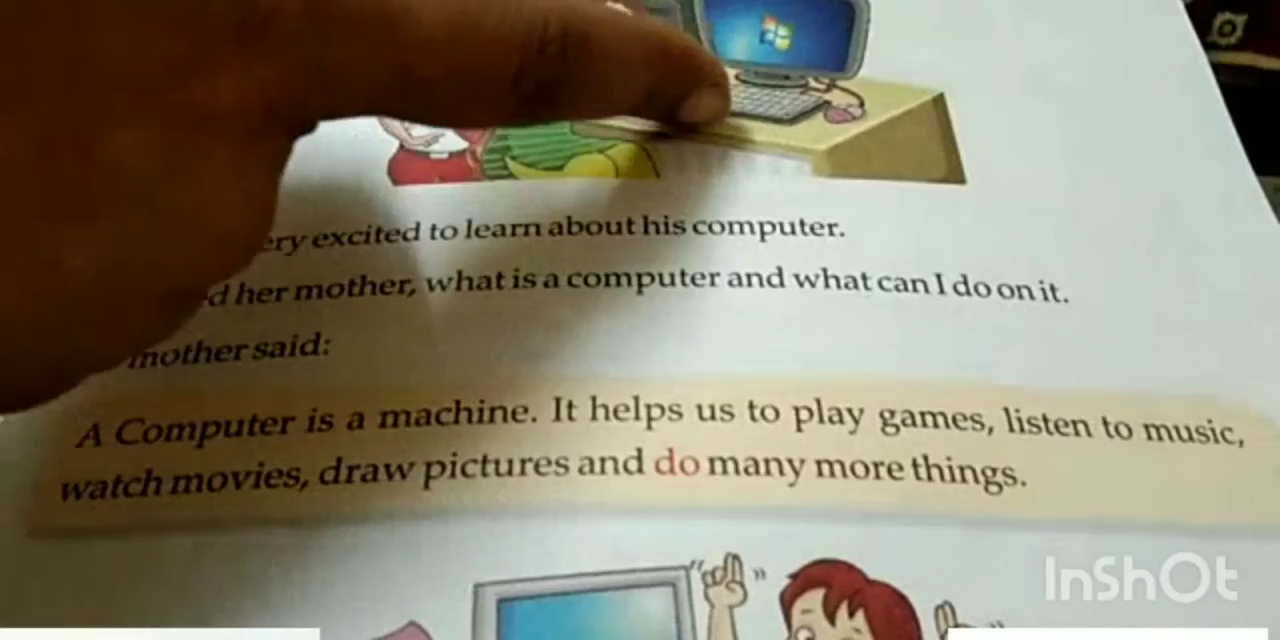 excited to learn about his computer.
her mother, what is a computer and what can I do on it.
mother said:
A Computer is a machine. It helps us to play games, listen to music,
watch movies, draw pictures and do many more things.
InShOt